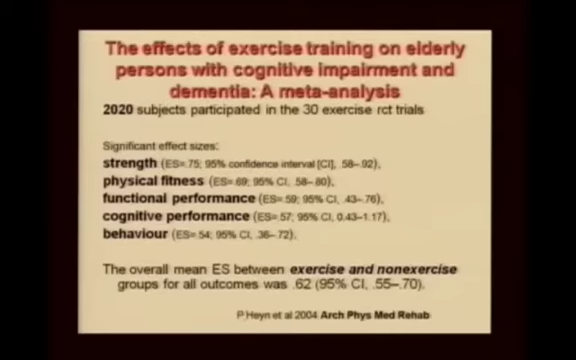 The effects of exercise training on elderly
persons with cognitive impairment and
dementia: A meta-analysis
2020 subjects participated in the 30 exercise rct trials
Significant effect sizes:
strength (ES=.75; 95% confidence interval [CI], .58-.92),
physical fitness (ES=.69; 95% CI, .58-.80),
functional performance (ES=.59; 95% CI, .43-.76),
cognitive performance (ES=.57; 95% CI, 0.43-1.17),
behaviour (ES=.54; 95% CI, .36-.72),
The overall mean ES between exercise and nonexercise
groups for all outcomes was .62 (95% CI, .55-.70).
P Heyn et al 2004 Arch Phys Med Rehab